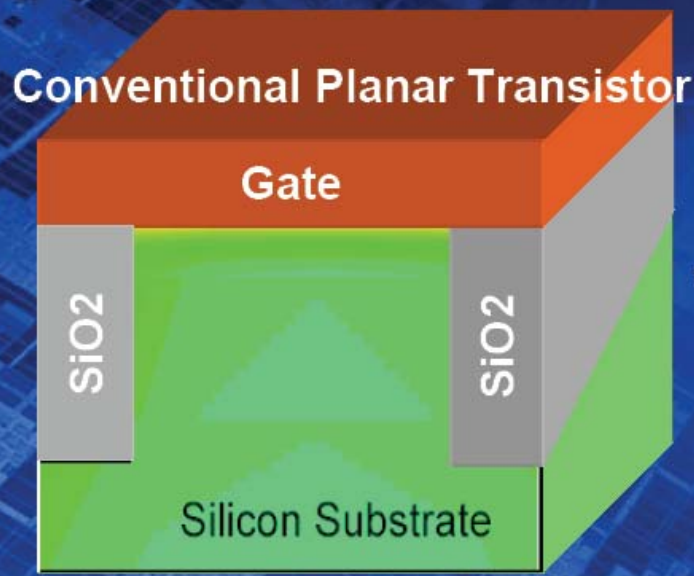 Conventional Planar Transistor
Gate
SiO2
SiO2
Silicon Substrate